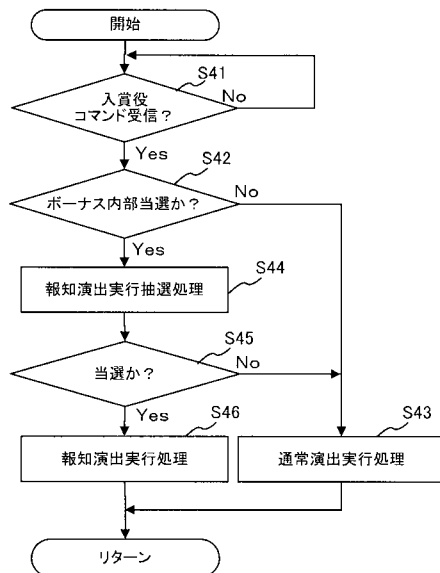 開始
S41
入賞役
コマンド受信？
No
Yes
S42
ボーナス内部当選か？
No
Yes
S44
報知演出実行抽選処理
S45
当選か？
No
Yes
S46
報知演出実行処理
S43
通常演出実行処理
リターン